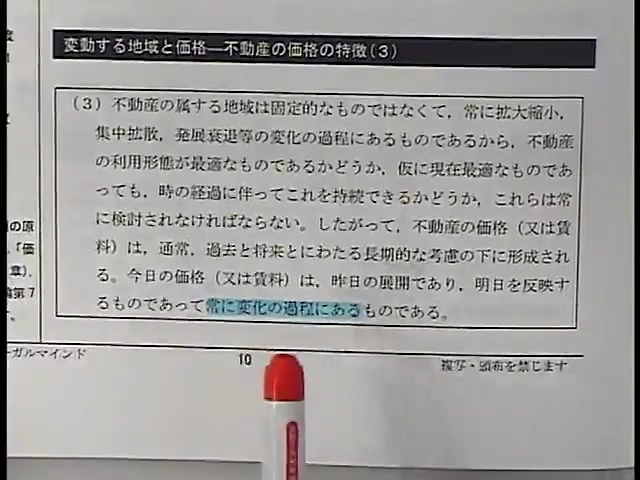 変動する地域と価格―不動産の価格の特徴(3)
(3)不動産の属する地域は固定的なものではなくて，常に拡大縮小，
集中拡散，発展衰退等の変化の過程にあるものであるから，不動産
の利用形態が最適なものであるかどうか，仮に現在最適なものであ
っても，時の経過に伴ってこれを持続できるかどうか，これらは常
に検討されなければならない。したがって，不動産の価格（又は賃
料）は，通常，過去と将来とにわたる長期的な考慮の下に形成され
る。今日の価格（又は賃料）は，昨日の展開であり，明日を反映す
るものであって常に変化の過程にあるものである。
の原
「価
章)，
第7
す。
ーガルマインド
10
複写・頒布を禁じます